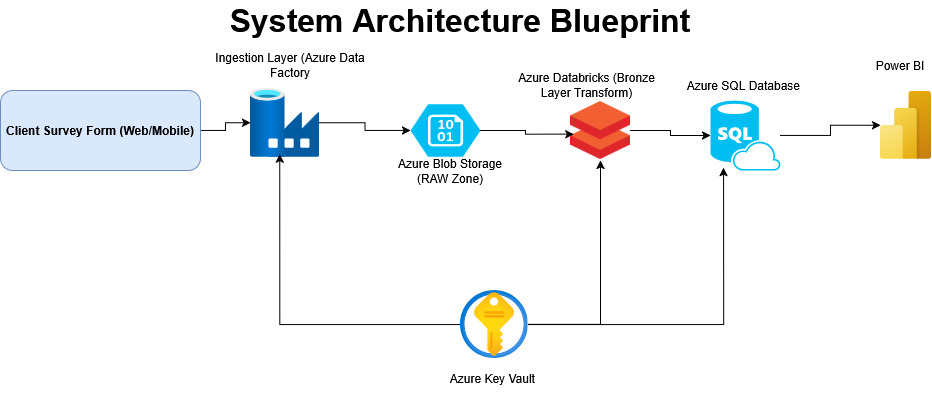 System Architecture Blueprint
Ingestion Layer (Azure Data
Factory
Azure Databricks (Bronze
Layer Transform)
Azure SQL Database
Power BI
Client Survey Form (Web/Mobile)
10
01
SQL
Azure Blob Storage
(RAW Zone)
Azure Key Vault